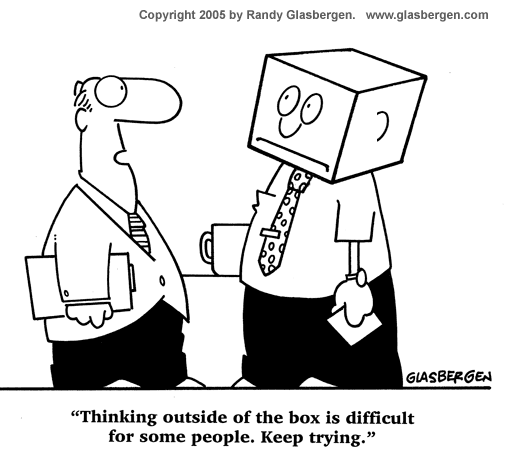 Copyright 2005 by Randy Glasbergen.   www.glasbergen.com
GLASBERGEN
“Thinking outside of the box is difficult
for some people. Keep trying.”